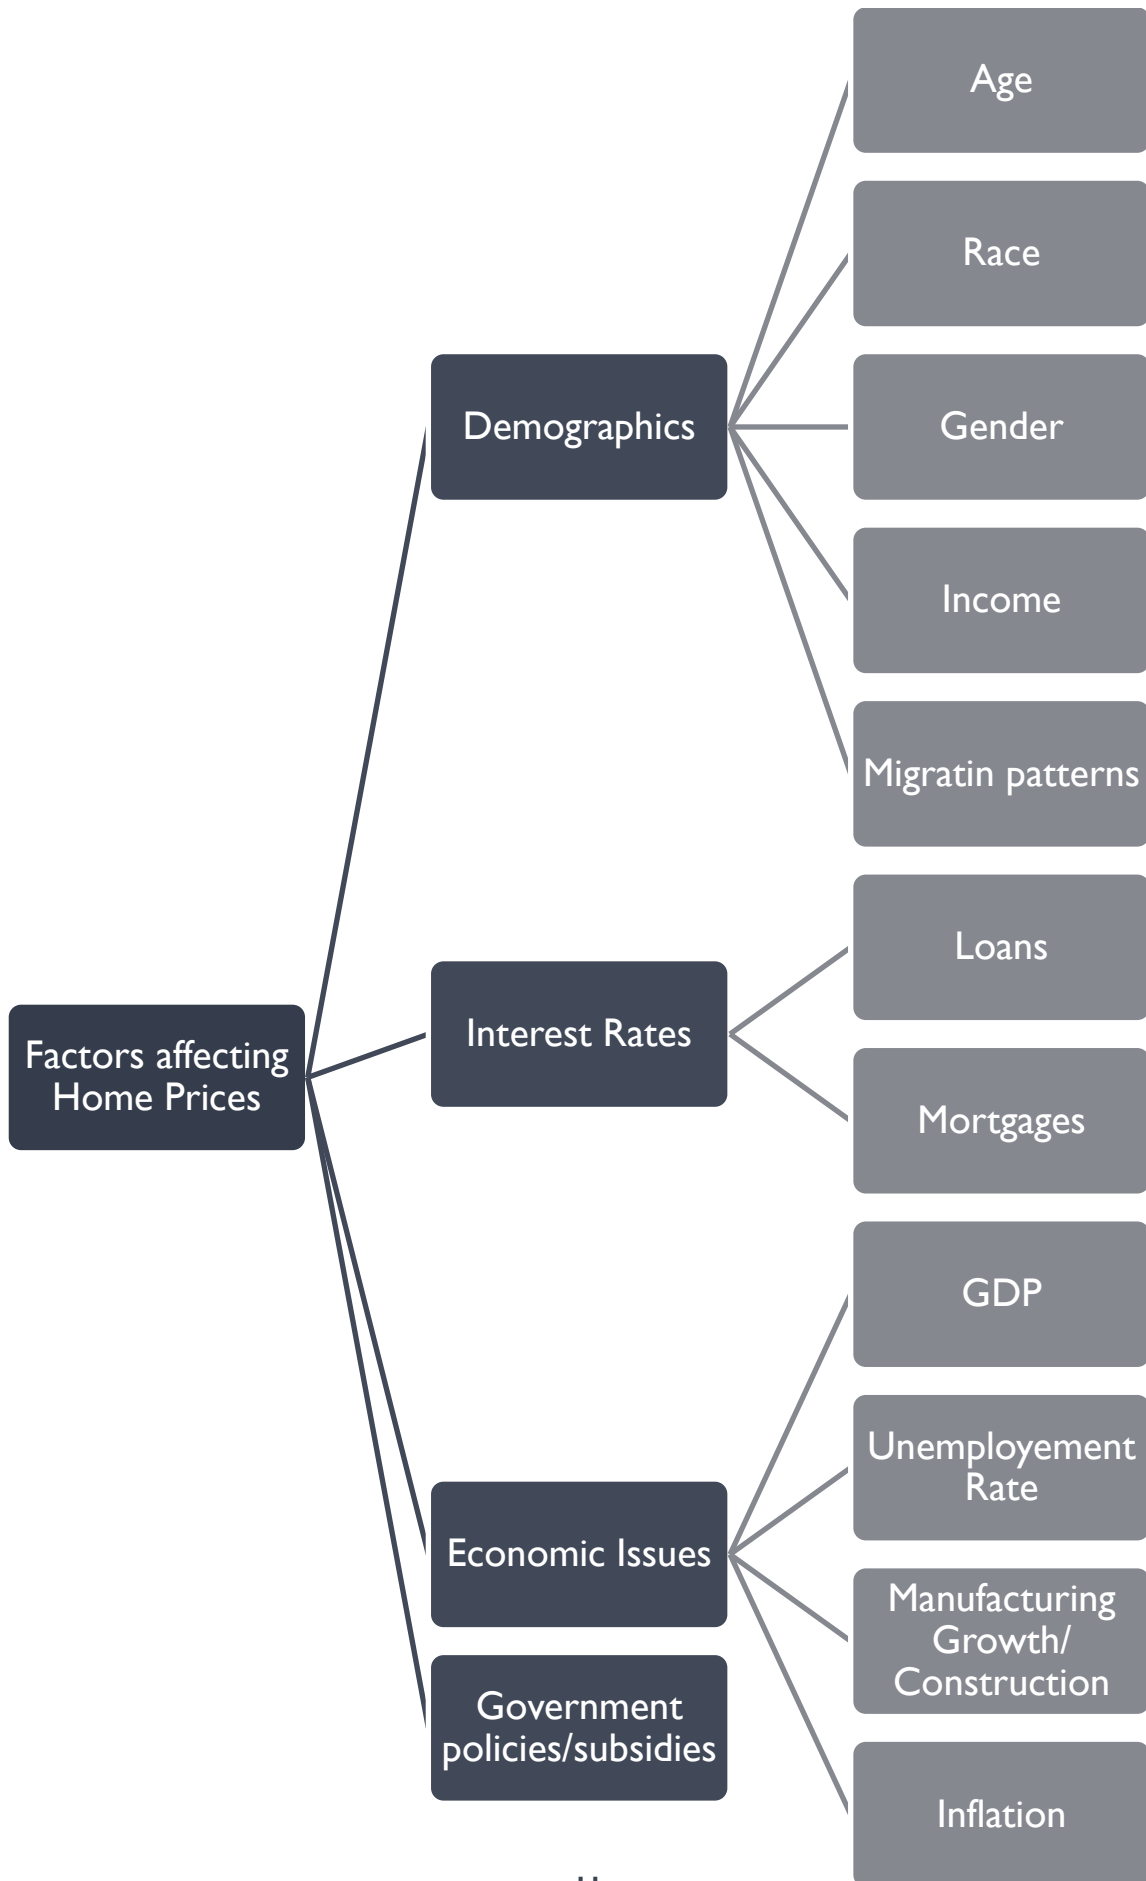 Factors affecting
Home Prices
Demographics
Age
Race
Gender
Income
Migratin patterns
Interest Rates
Loans
Mortgages
Economic Issues
GDP
Unemployement
Rate
Manufacturing
Growth/
Construction
Inflation
Government
policies/subsidies